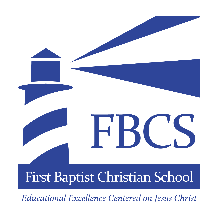 FBCS
First Baptist Christian School
Educational Excellence Centered on Jesus Christ